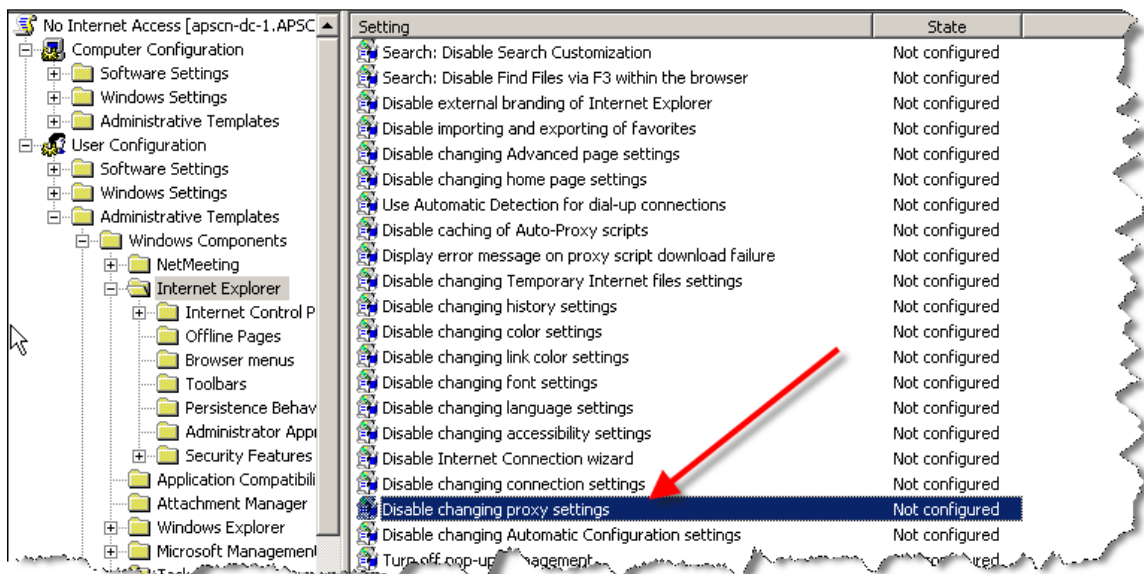 No Internet Access [apscn-dc-1.APSC
Computer Configuration
Software Settings
Windows Settings
Administrative Templates
User Configuration
Software Settings
Windows Settings
Administrative Templates
Windows Components
NetMeeting
Internet Explorer
Internet Control P
Offline Pages
Browser menus
Toolbars
Persistence Behav
Administrator Appr
Security Features
Application Compatibili
Attachment Manager
Windows Explorer
Microsoft Management
Setting State
Search: Disable Search Customization Not configured
Search: Disable Find Files via F3 within the browser Not configured
Disable external branding of Internet Explorer Not configured
Disable importing and exporting of favorites Not configured
Disable changing Advanced page settings Not configured
Disable changing home page settings Not configured
Use Automatic Detection for dial-up connections Not configured
Disable caching of Auto-Proxy scripts Not configured
Display error message on proxy script download failure Not configured
Disable changing Temporary Internet files settings Not configured
Disable changing history settings Not configured
Disable changing color settings Not configured
Disable changing link color settings Not configured
Disable changing font settings Not configured
Disable changing language settings Not configured
Disable changing accessibility settings Not configured
Disable Internet Connection wizard Not configured
Disable changing connection settings Not configured
Disable changing proxy settings Not configured
Disable changing Automatic Configuration settings Not configured
Turn off pop-up